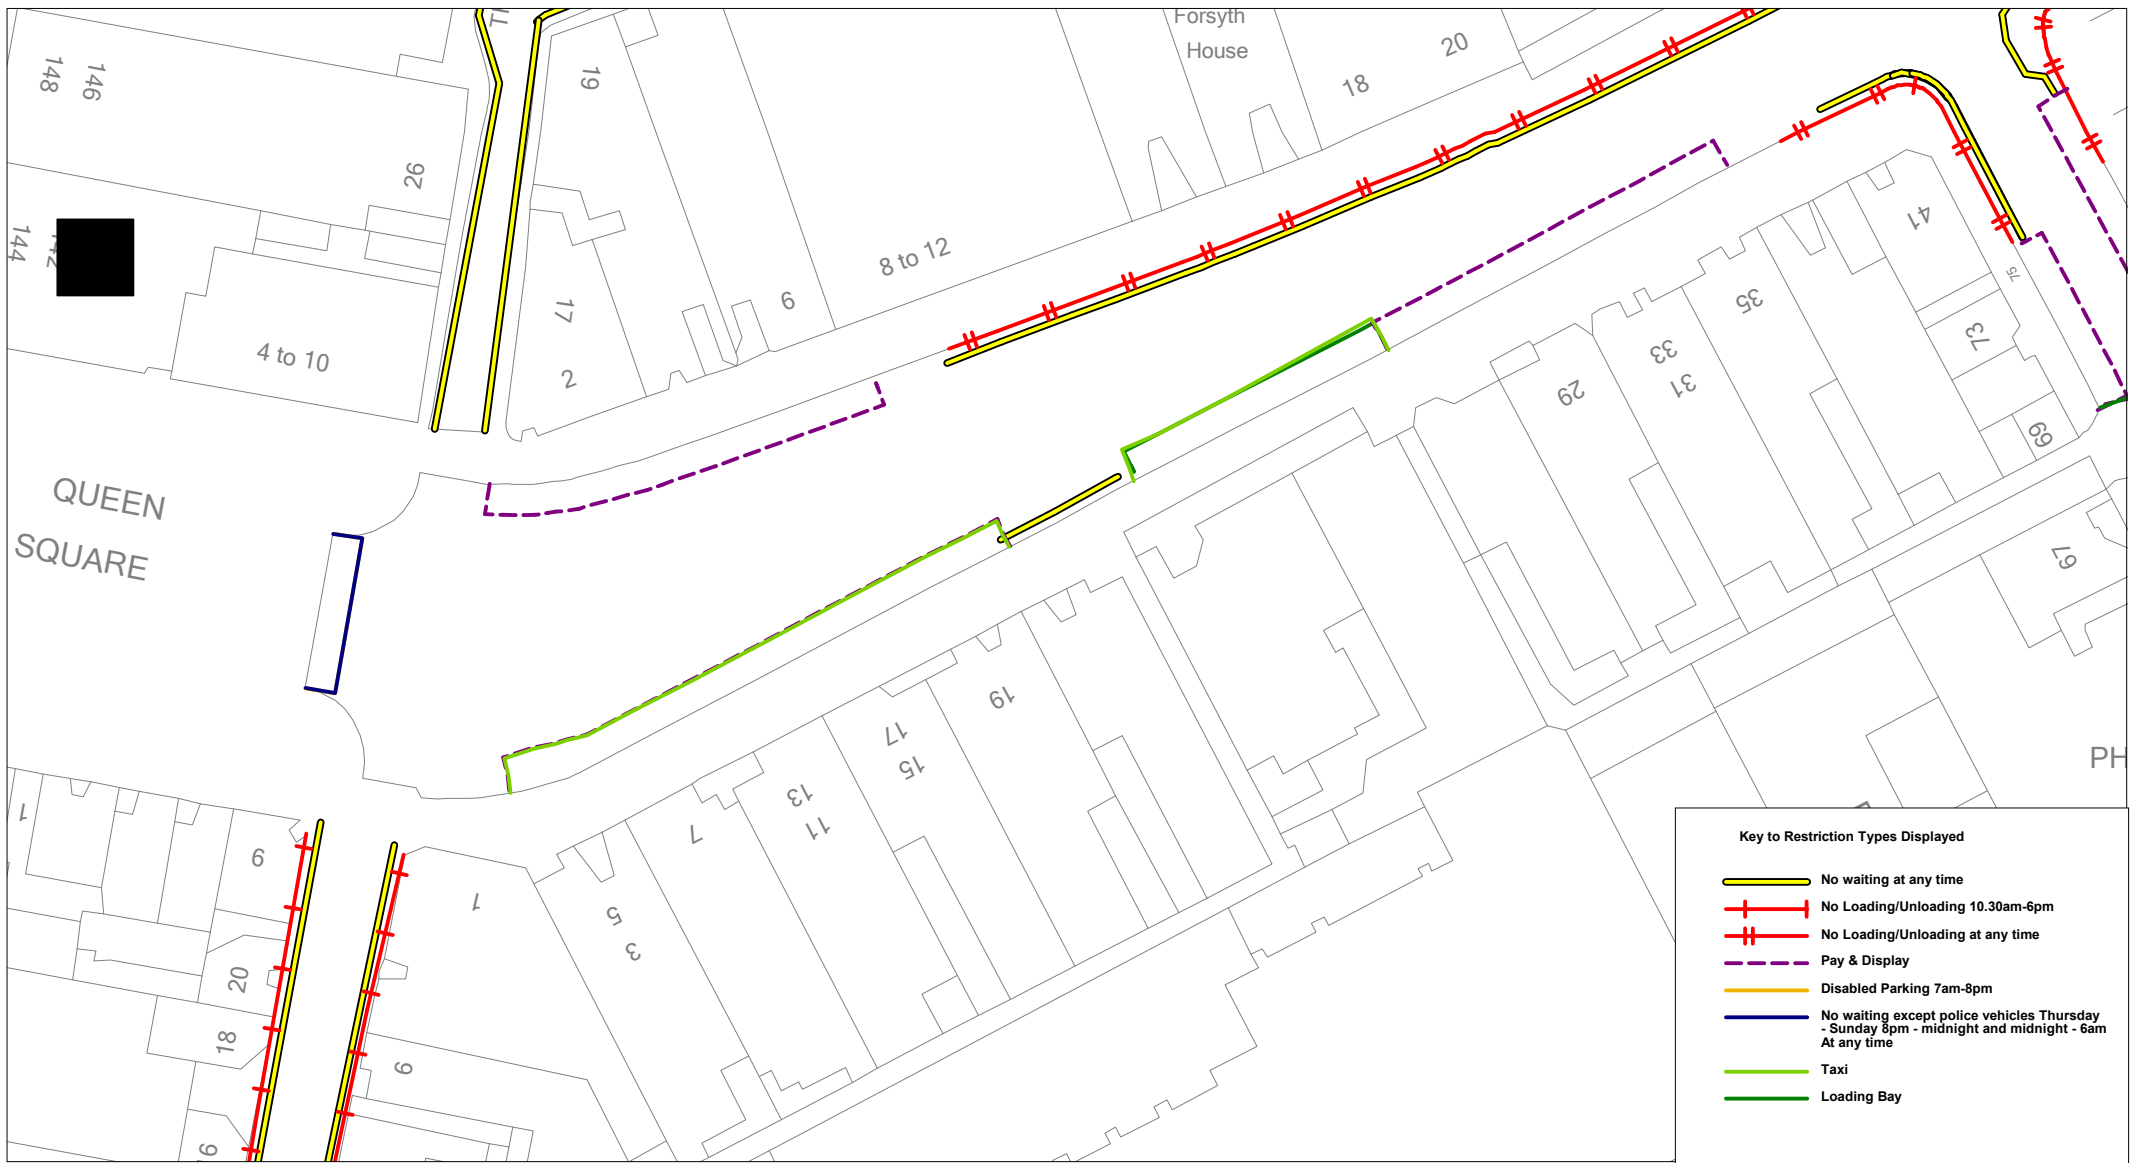 Forsyth
House
20
18
19
148
146
26
144
8 to 12
6
17
2
4 to 10
41
35
33
31
29
75
73
69
67
QUEEN
SQUARE
19
17
15
13
11
7
5
3
1
1
6
20
18
6
PH
Key to Restriction Types Displayed
No waiting at any time
No Loading/Unloading 10.30am-6pm
No Loading/Unloading at any time
Pay & Display
Disabled Parking 7am-8pm
No waiting except police vehicles Thursday
- Sunday 8pm - midnight and midnight - 6am
At any time
Taxi
Loading Bay